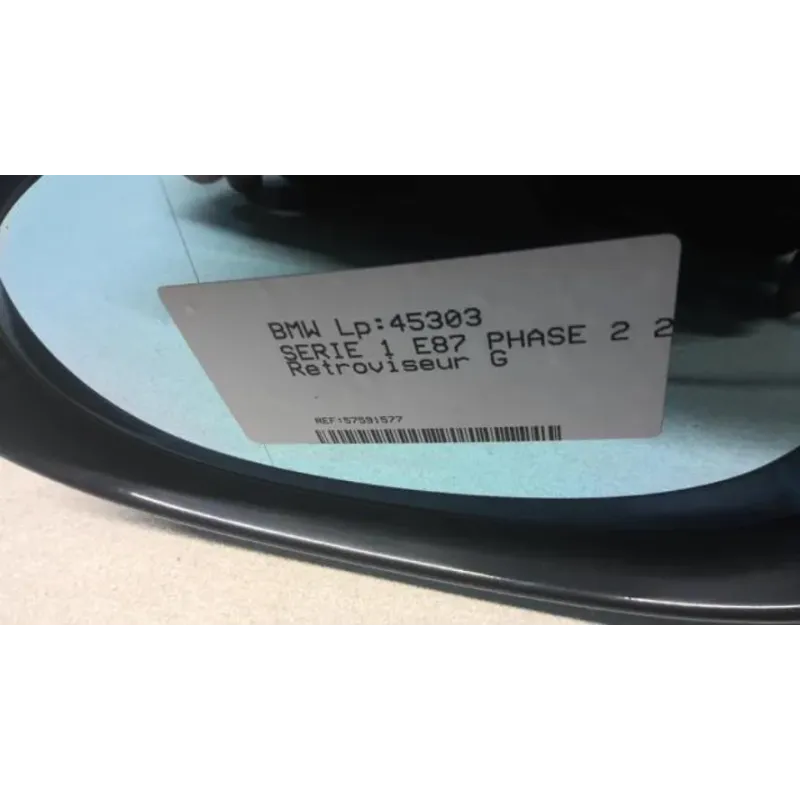 BMW Lp:45303
SERIE 1 E87 PHASE 2 2
Retroviseur G
REF:57591577